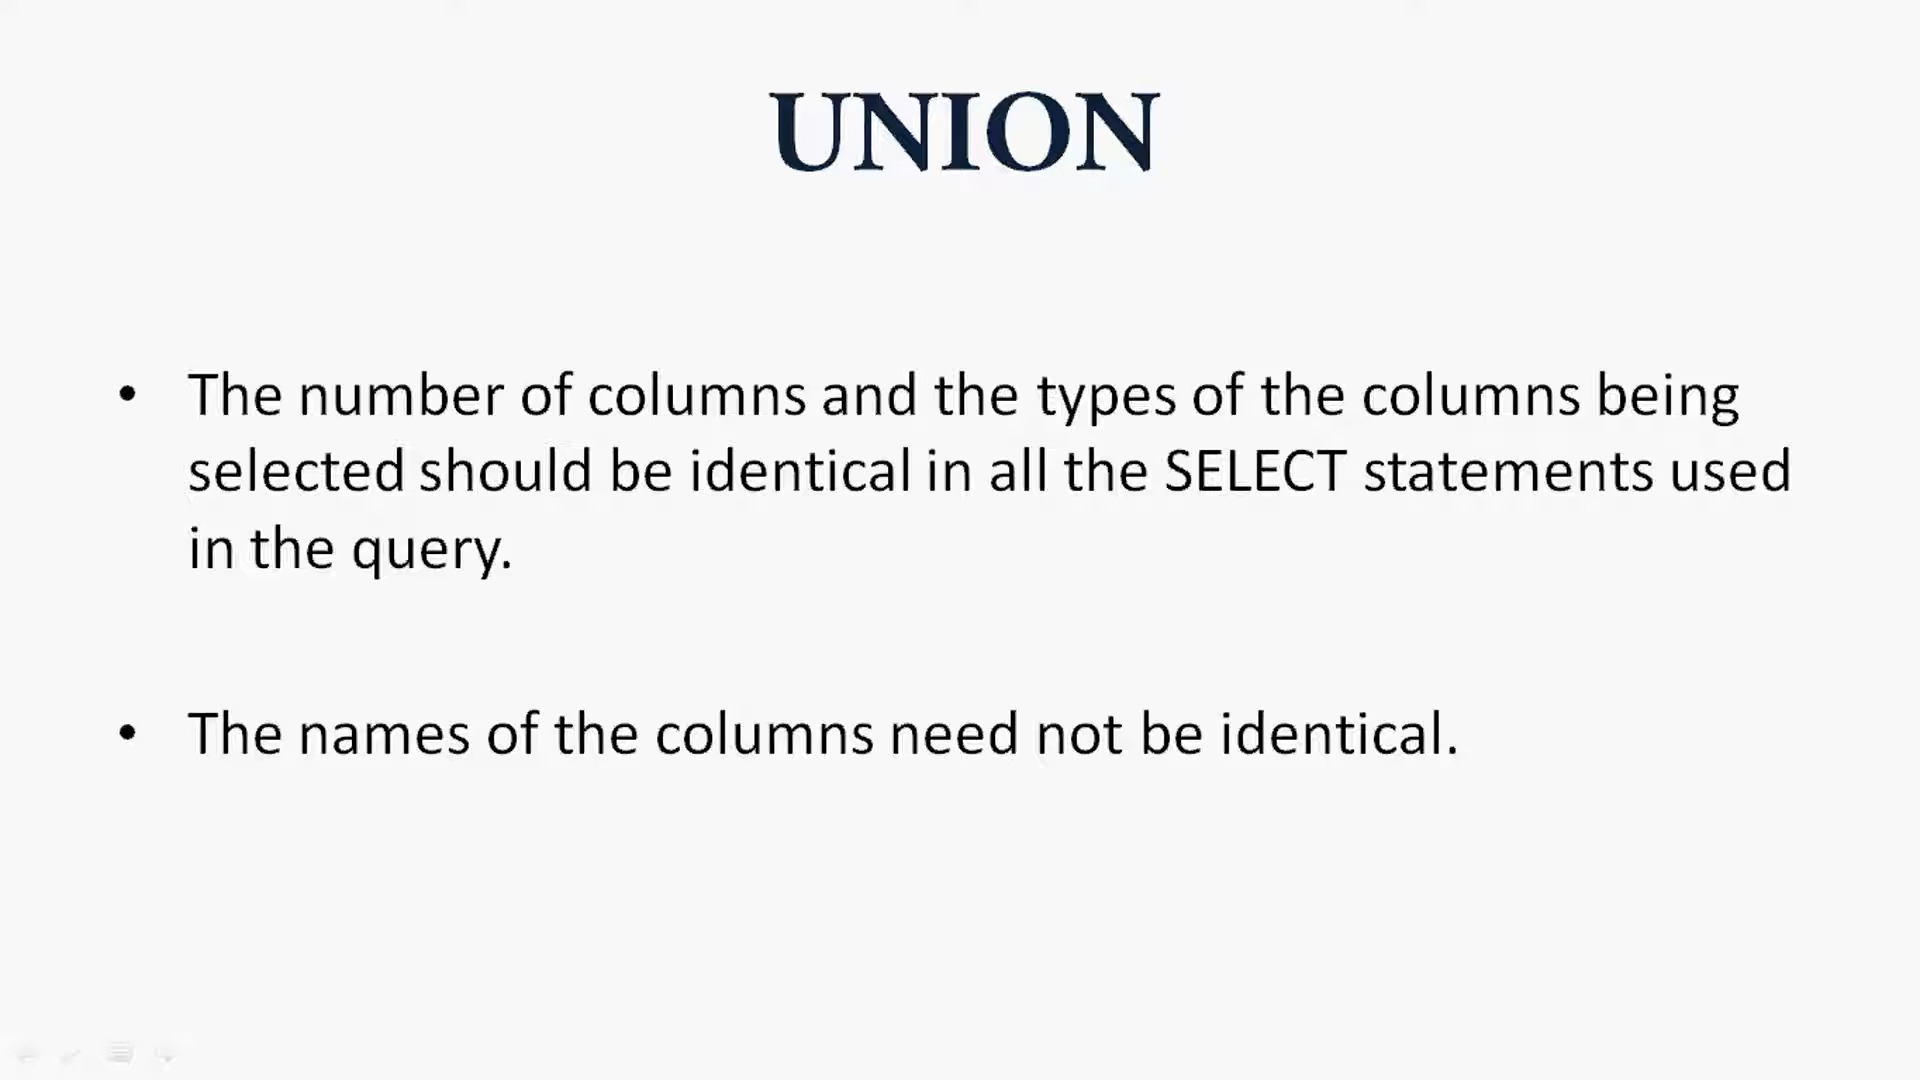 UNION
• The number of columns and the types of the columns being
selected should be identical in all the SELECT statements used
in the query.
• The names of the columns need not be identical.